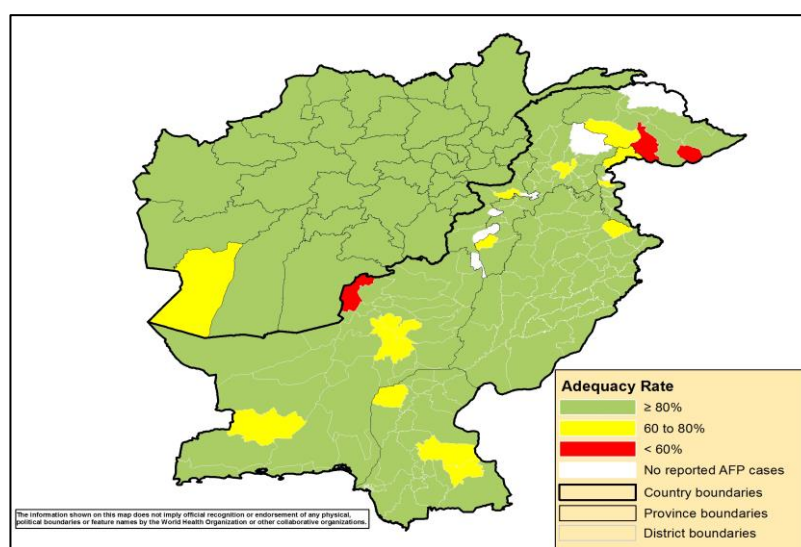 Adequacy Rate
≥ 80%
60 to 80%
< 60%
No reported AFP cases
Country boundaries
Province boundaries
District boundaries
The information shown on this map does not imply official recognition or endorsement of any physical,
political boundaries or feature names by the World Health Organization or other collaborative organizations.